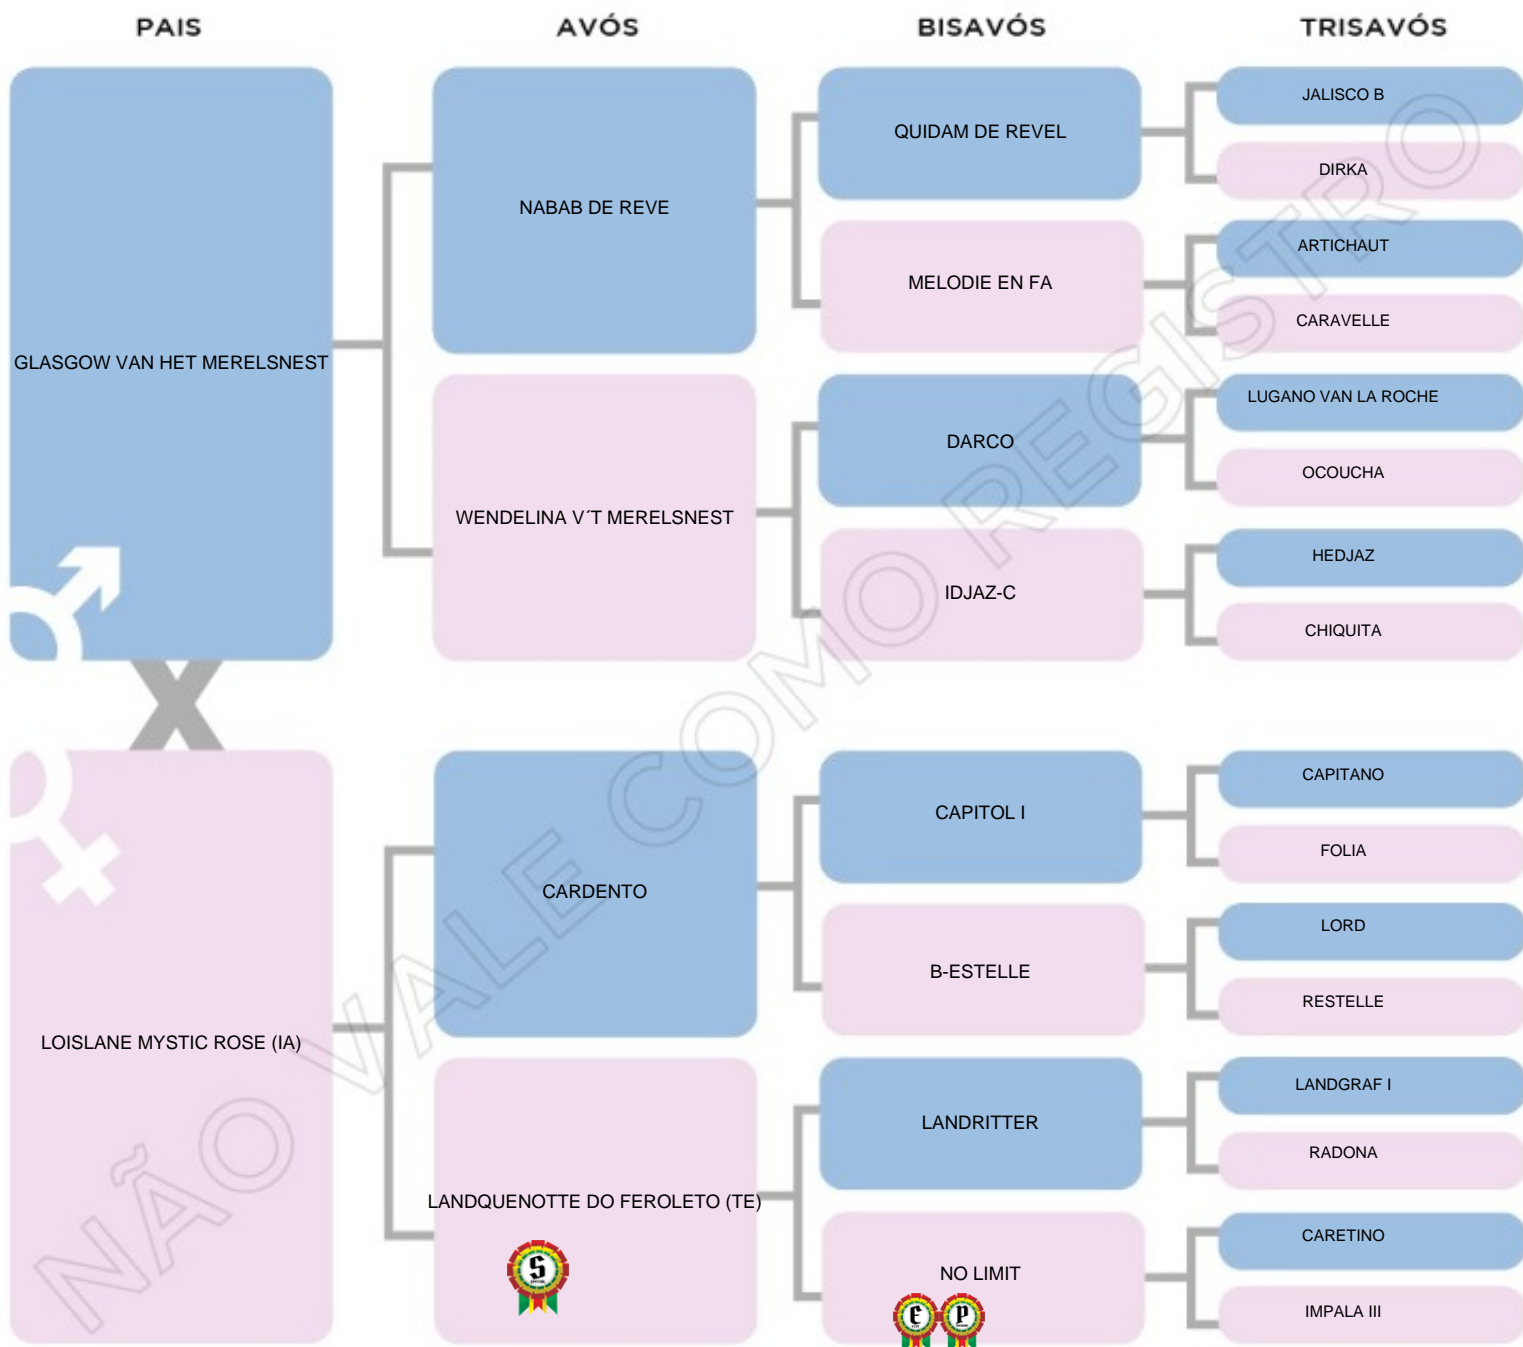 PAIS
AVÓS
BISAVÓS
TRISAVÓS
GLASGOW VAN HET MERELSNEST
NABAB DE REVE
WENDELINA V´T MERELSNEST
QUIDAM DE REVEL
MELODIE EN FA
DARCO
IDJAZ-C
JALISCO B
DIRKA
ARTICHAUT
CARAVELLE
LUGANO VAN LA ROCHE
OCOUCHA
HEDJAZ
CHIQUITA
X
LOISLANE MYSTIC ROSE (IA)
CARDENTO
LANDQUENOTTE DO FEROLETO (TE)
S
CAPITOL I
B-ESTELLE
LANDRITTER
NO LIMIT
E P
CAPITANO
FOLIA
LORD
RESTELLE
LANDGRAF I
RADONA
CARETINO
IMPALA III
NÃO VALE COMO REGISTRO